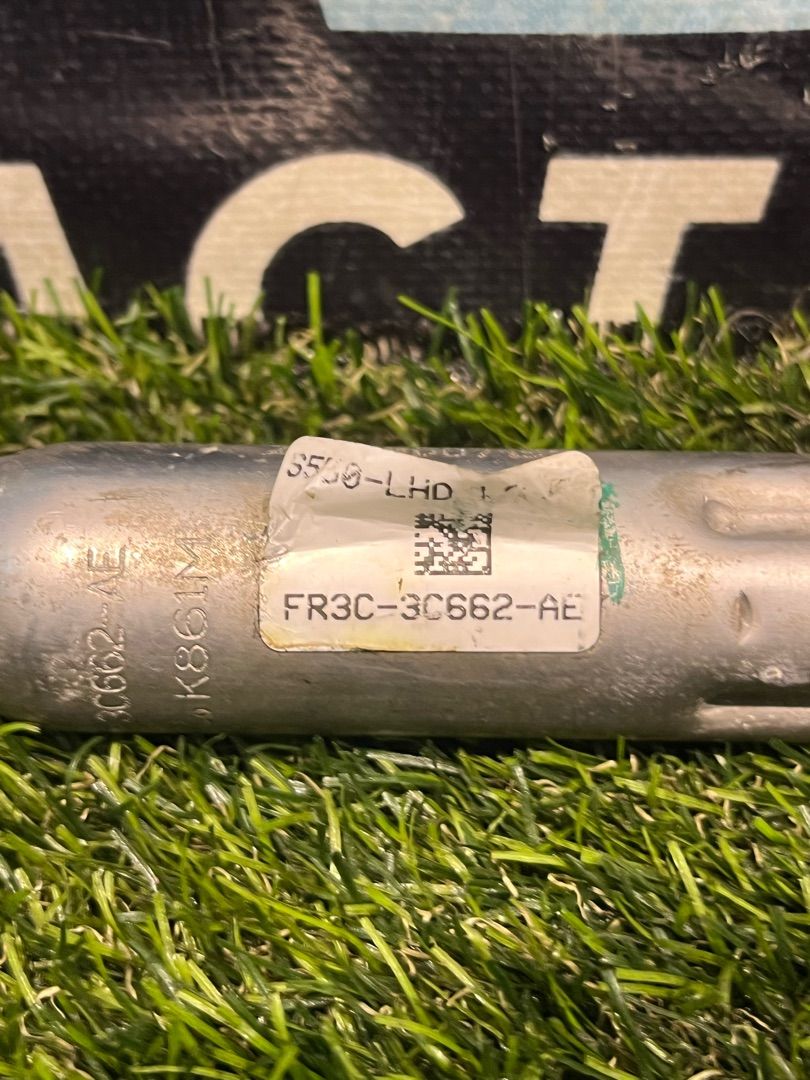 ACT
S550-LHD
FR3C-3C662-AE
3C662-AE
K861M